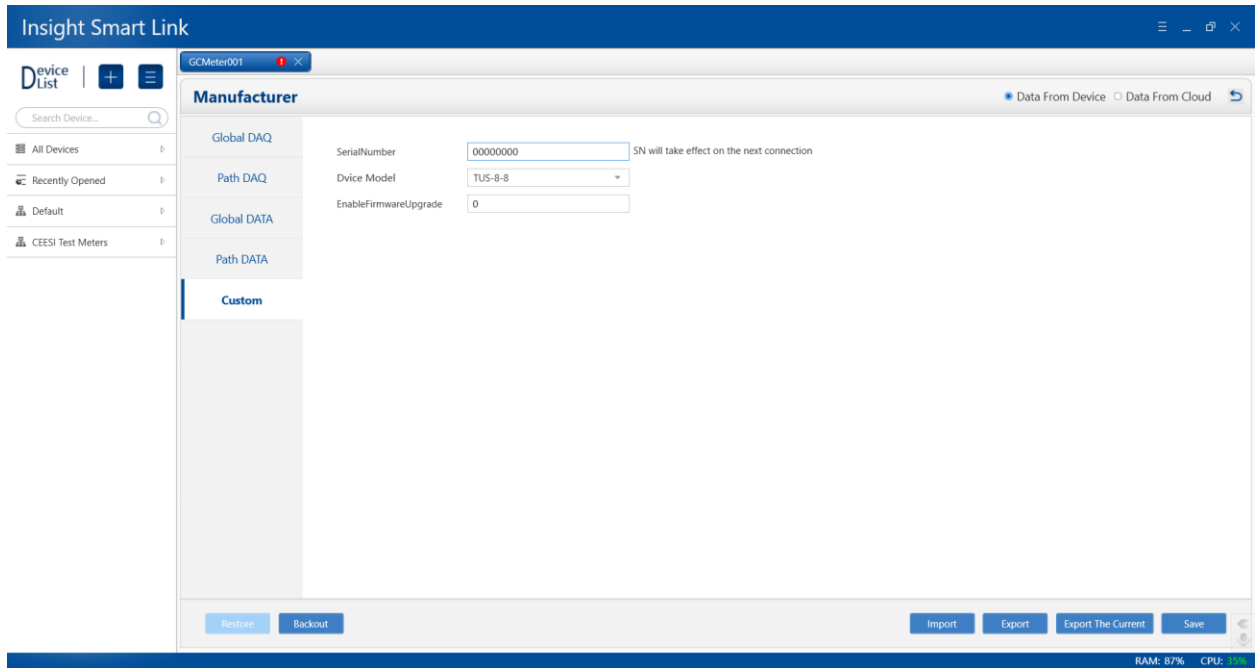 Insight Smart Link
Device List
GCMeter001
Manufacturer
Data From Device Data From Cloud
Search Device...
All Devices
Recently Opened
Default
CEESI Test Meters
Global DAQ
Path DAQ
Global DATA
Path DATA
Custom
SerialNumber 00000000 SN will take effect on the next connection
Dvice Model TUS-8-8
EnableFirmwareUpgrade 0
Restore Backout Import Export Export The Current Save
RAM: 87% CPU: 35%